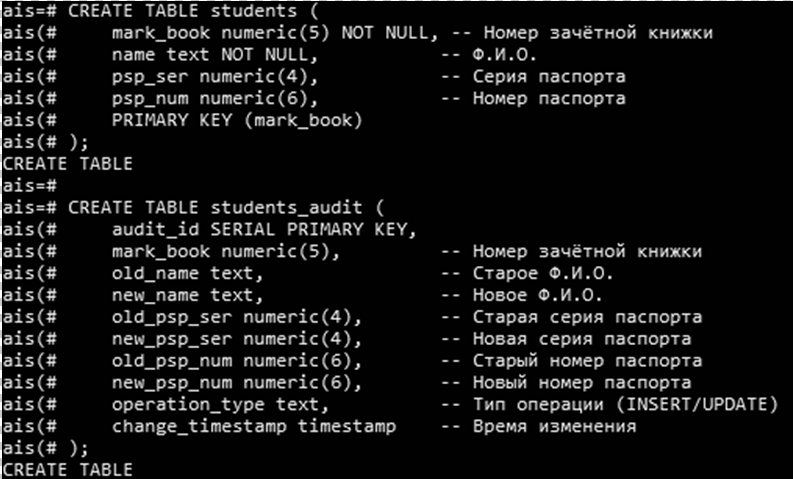 ais=# CREATE TABLE students (
ais(#     mark_book numeric(5) NOT NULL, -- Номер зачётной книжки
ais(#     name text NOT NULL,           -- Ф.И.О.
ais(#     psp_ser numeric(4),           -- Серия паспорта
ais(#     psp_num numeric(6),           -- Номер паспорта
ais(#     PRIMARY KEY (mark_book)
ais(# );
CREATE TABLE
ais=#
ais=# CREATE TABLE students_audit (
ais(#     audit_id SERIAL PRIMARY KEY,
ais(#     mark_book numeric(5),         -- Номер зачётной книжки
ais(#     old_name text,                -- Старое Ф.И.О.
ais(#     new_name text,                -- Новое Ф.И.О.
ais(#     old_psp_ser numeric(4),       -- Старая серия паспорта
ais(#     new_psp_ser numeric(4),       -- Новая серия паспорта
ais(#     old_psp_num numeric(6),       -- Старый номер паспорта
ais(#     new_psp_num numeric(6),       -- Новый номер паспорта
ais(#     operation_type text,          -- Тип операции (INSERT/UPDATE)
ais(#     change_timestamp timestamp    -- Время изменения
ais(# );
CREATE TABLE